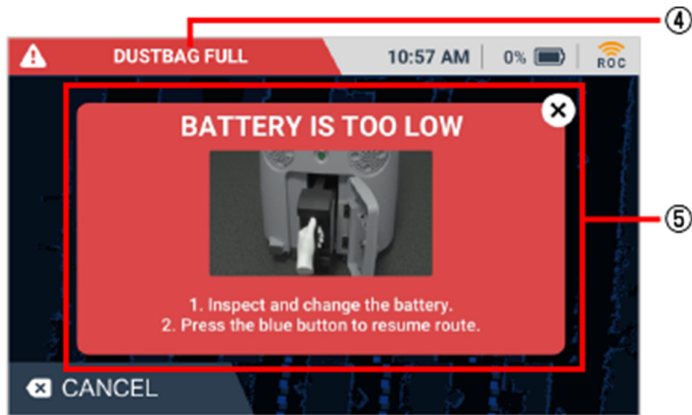 ④
DUSTBAG FULL
10:57 AM
0%
ROC
BATTERY IS TOO LOW
⑤
1. Inspect and change the battery.
2. Press the blue button to resume route.
CANCEL